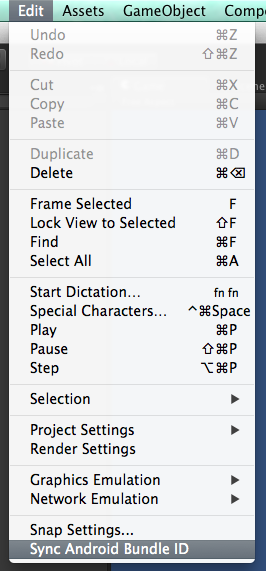 Edit Assets GameObject Compo
Undo ⌘Z
Redo ⇧⌘Z
Cut ⌘X
Copy ⌘C
Paste ⌘V
Duplicate ⌘D
Delete ⌘⌫
Frame Selected F
Lock View to Selected ⇧F
Find ⌘F
Select All ⌘A
Start Dictation... fn fn
Special Characters... ^⌘Space
Play ⌘P
Pause ⇧⌘P
Step ⌥⌘P
Selection ▶
Project Settings ▶
Render Settings
Graphics Emulation ▶
Network Emulation ▶
Snap Settings...
Sync Android Bundle ID